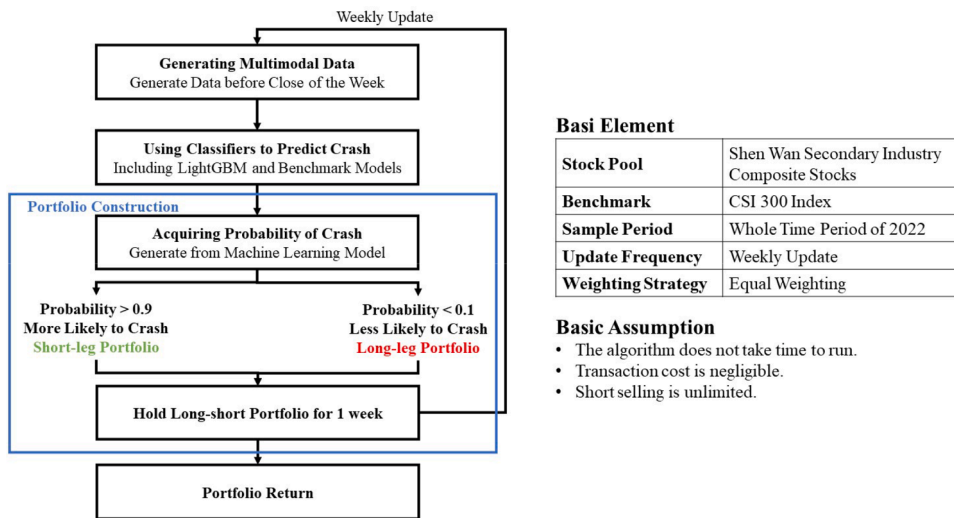 Weekly Update
Generating Multimodal Data
Generate Data before Close of the Week
Using Classifiers to Predict Crash
Including LightGBM and Benchmark Models
Portfolio Construction
Acquiring Probability of Crash
Generate from Machine Learning Model
Probability > 0.9
More Likely to Crash
Short-leg Portfolio
Probability < 0.1
Less Likely to Crash
Long-leg Portfolio
Hold Long-short Portfolio for 1 week
Portfolio Return
Basi Element
Stock Pool
Shen Wan Secondary Industry
Composite Stocks
Benchmark
CSI 300 Index
Sample Period
Whole Time Period of 2022
Update Frequency
Weekly Update
Weighting Strategy
Equal Weighting
Basic Assumption
• The algorithm does not take time to run.
• Transaction cost is negligible.
• Short selling is unlimited.